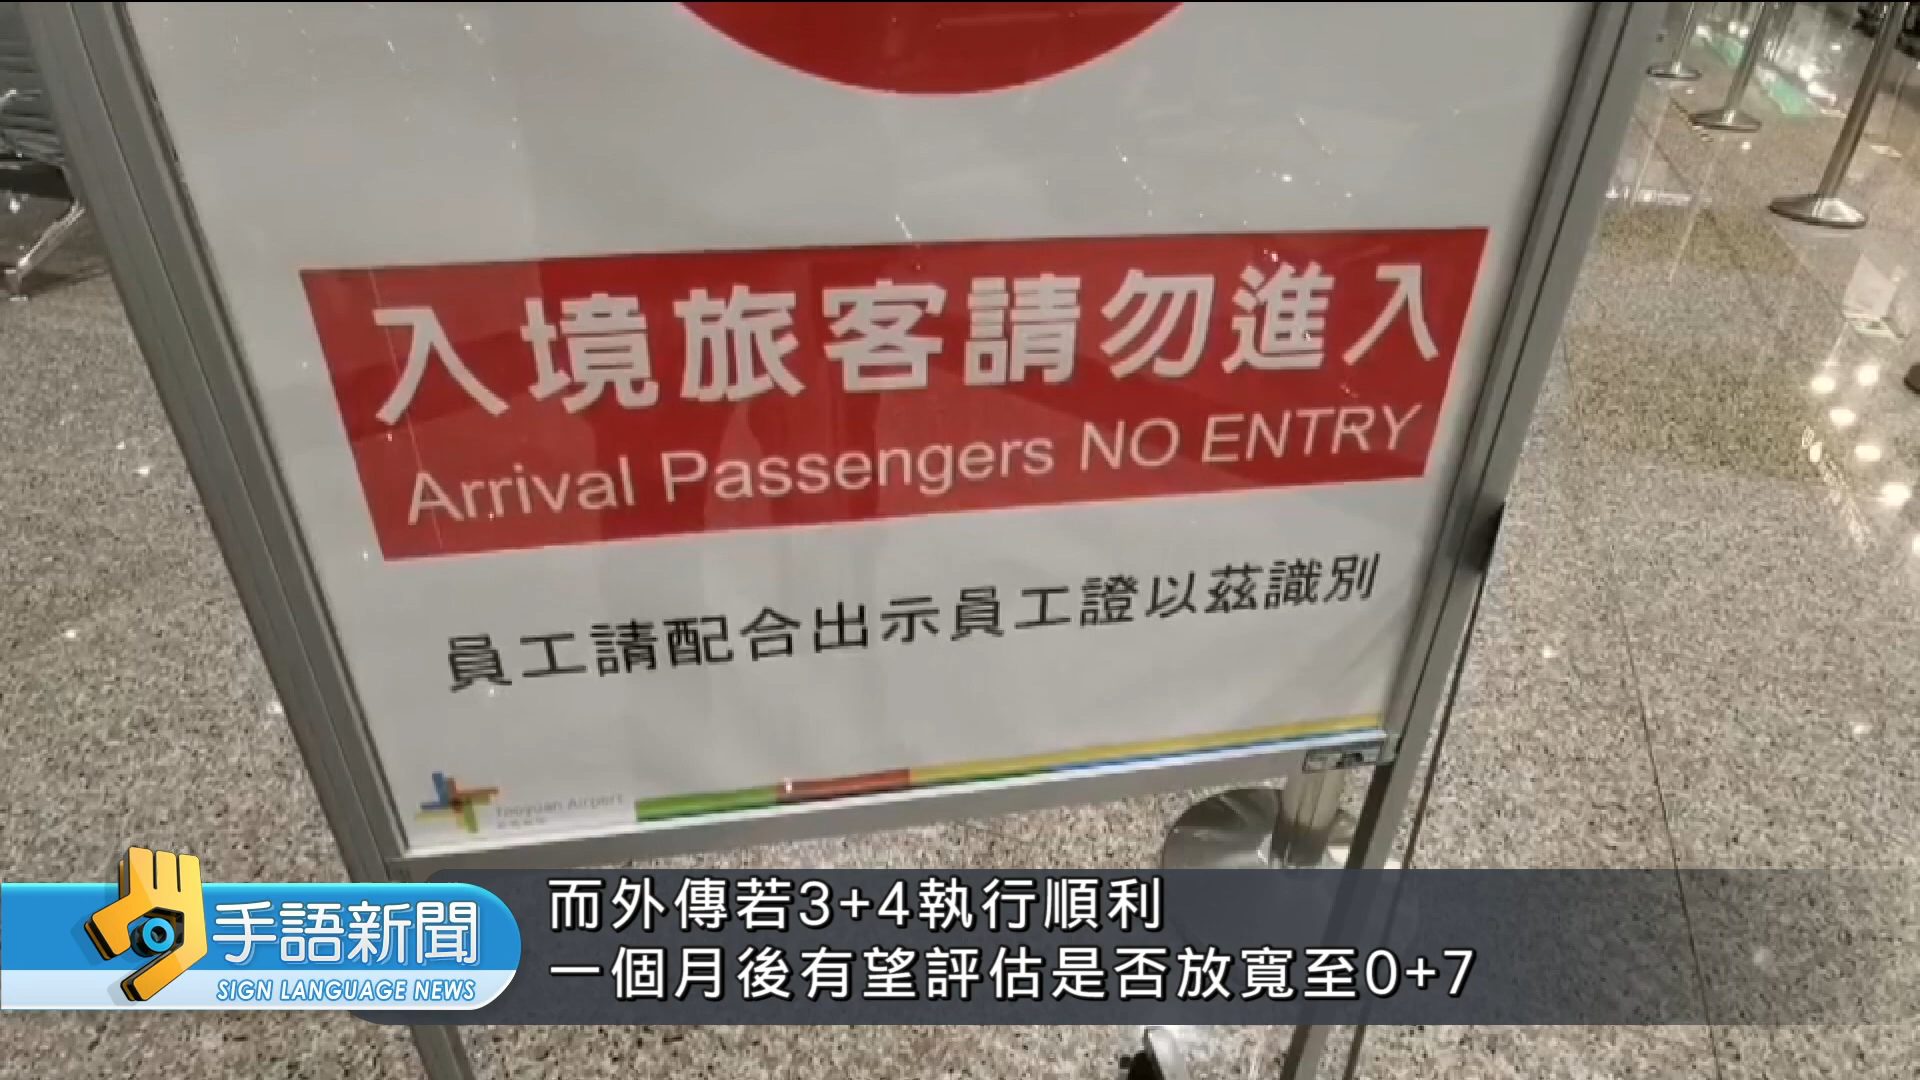 入境旅客請勿進入
Arrival Passengers NO ENTRY
員工請配合出示員工證以茲識別
Taoyuan Airport
手語新聞
SIGN LANGUAGE NEWS
而外傳若3+4執行順利
一個月後有望評估是否放寬至0+7